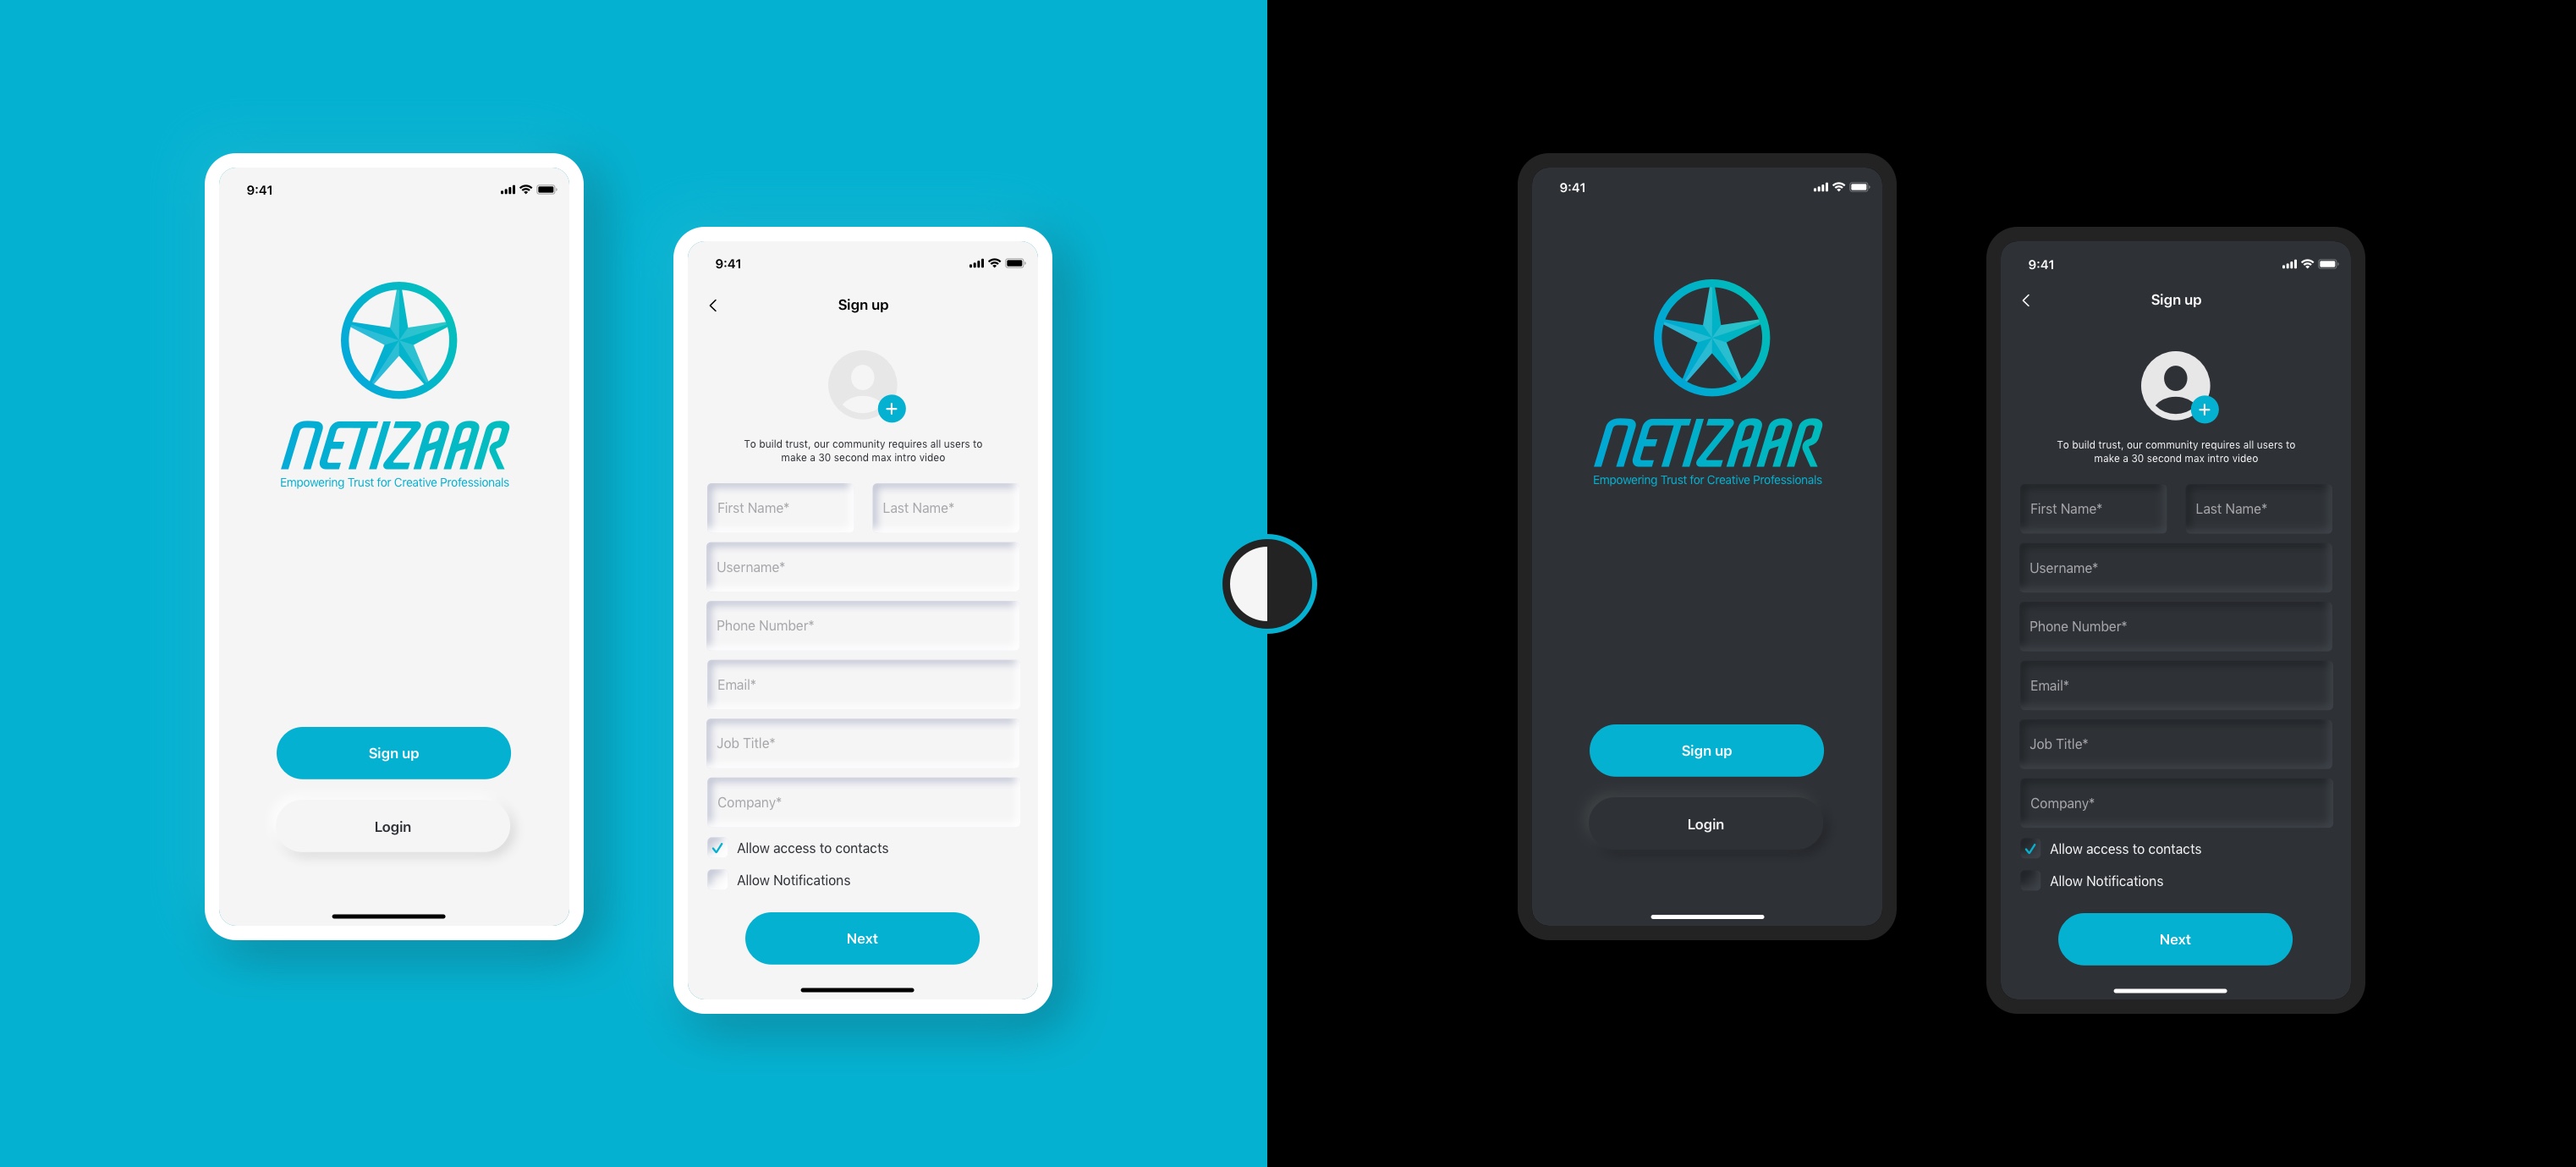 9:41
NETIZAAR
Empowering Trust for Creative Professionals
Sign up
Login
9:41
Sign up
To build trust, our community requires all users to
make a 30 second max intro video
First Name*
Last Name*
Username*
Phone Number*
Email*
Job Title*
Company*
Allow access to contacts
Allow Notifications
Next
9:41
NETIZAAR
Empowering Trust for Creative Professionals
Sign up
Login
9:41
Sign up
To build trust, our community requires all users to
make a 30 second max intro video
First Name*
Last Name*
Username*
Phone Number*
Email*
Job Title*
Company*
Allow access to contacts
Allow Notifications
Next